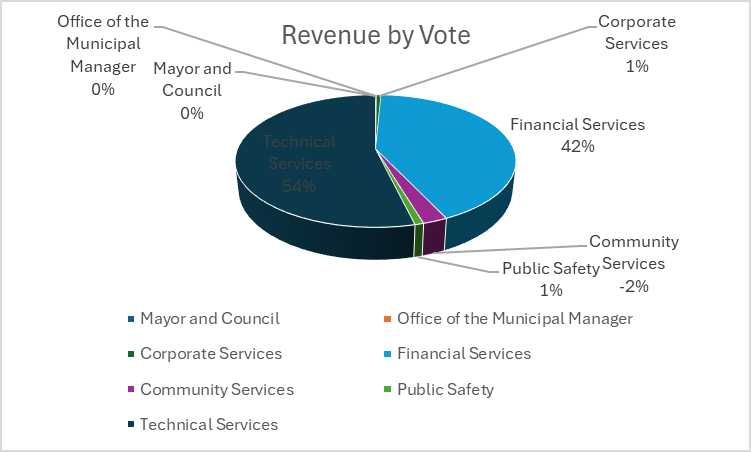 Revenue by Vote
Office of the
Municipal
Manager
0%
Mayor and
Council
0%
Corporate
Services
1%
Financial Services
42%
Technical
Services
54%
Community
Services
-2%
Public Safety
1%
Mayor and Council
Office of the Municipal Manager
Corporate Services
Financial Services
Community Services
Public Safety
Technical Services